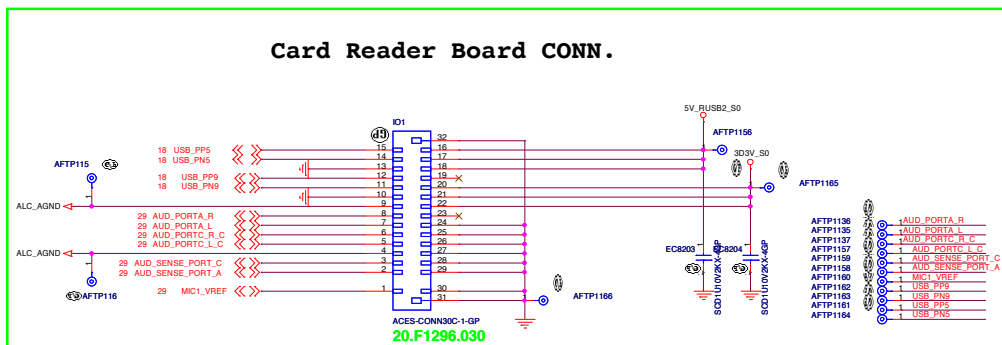 Card Reader Board CONN.
5V_RUSB2_S0
IO1
GP
32
AFTP1156
18 USB_PP5
15
16
18 USB_PN5
14
17
3D3V_S0
AFTP115
13
18
18 USB_PP9
12
19
18 USB_PN9
11
20
AFTP1165
10
21
1
ALC_AGND
9
22
29 AUD_PORTA_R
8
23
29 AUD_PORTA_L
7
24
29 AUD_PORTC_R_C
6
25
29 AUD_PORTC_L_C
5
26
ALC_AGND
4
27
29 AUD_SENSE_PORT_C
3
28
29 AUD_SENSE_PORT_A
2
29
1
AFTP116
29 MIC1_VREF
1
30
31
AFTP1166
ACES-CONN30C-1-GP
20.F1296.030
EC8203
1
SCD1U10V2KX-4GP
EC8204
1
SCD1U10V2KX-4GP
AFTP1136 1 AUD_PORTA_R
AFTP1135 1 AUD_PORTA_L
AFTP1137 1 AUD_PORTC_R_C
AFTP1157 1 AUD_PORTC_L_C
AFTP1159 1 AUD_SENSE_PORT_C
AFTP1158 1 AUD_SENSE_PORT_A
AFTP1160 1 MIC1_VREF
AFTP1162 1 USB_PP9
AFTP1163 1 USB_PN9
AFTP1161 1 USB_PP5
AFTP1164 1 USB_PN5